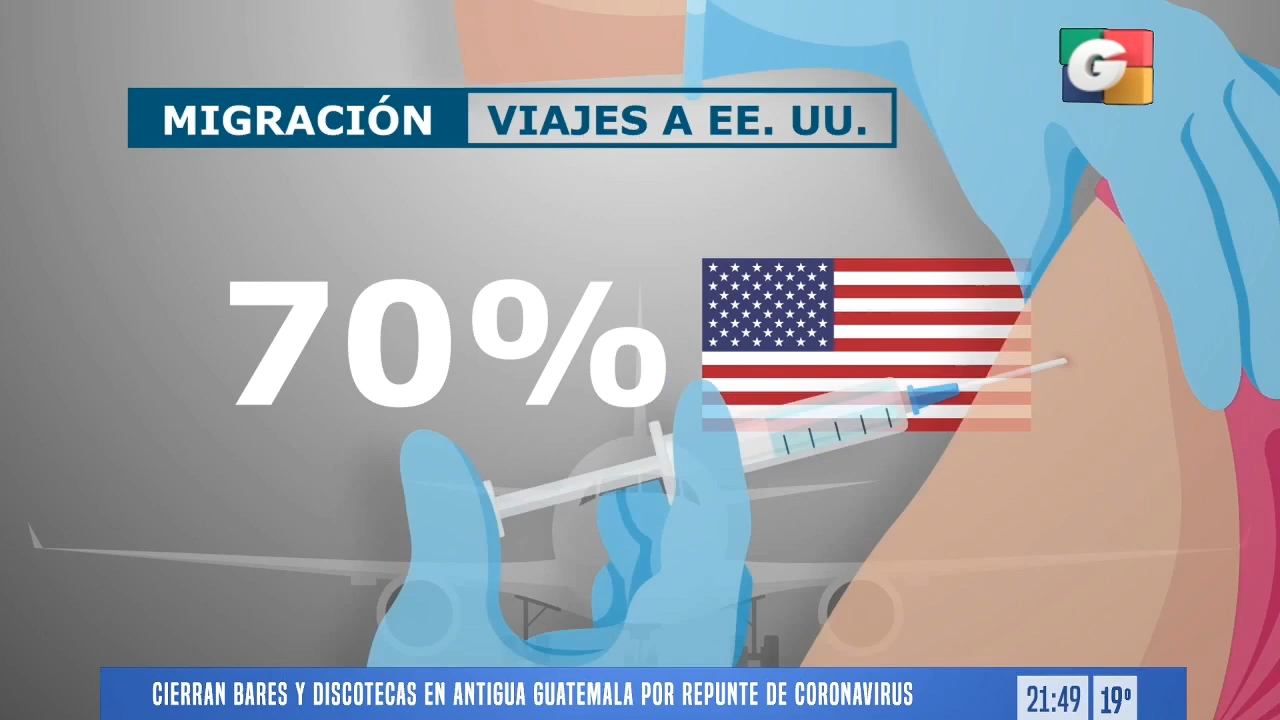 G
MIGRACIÓN VIAJES A EE. UU.
70%
CIERRAN BARES Y DISCOTECAS EN ANTIGUA GUATEMALA POR REPUNTE DE CORONAVIRUS 21:49 19º